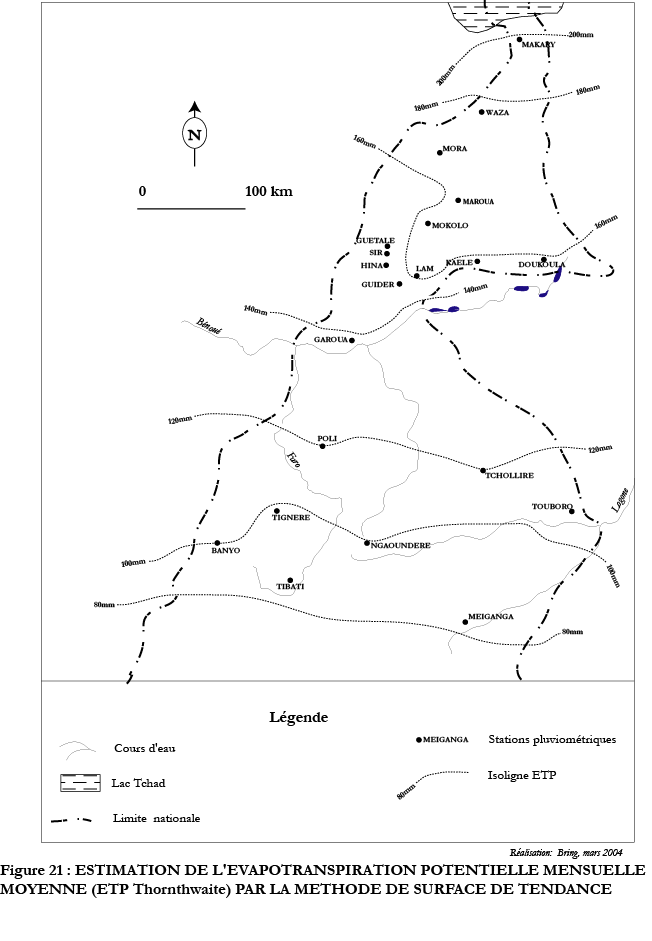 200mm
MAKARY
200mm
180mm
180mm
WAZA
160mm
MORA
N
0 100 km
MAROUA
MOKOLO
160mm
GUETALE
SIR
HINA
KAELE
DOUKOULA
LAM
GUIDER
140mm
140mm
Bénoué
GAROUA
120mm
POLI
120mm
Faro
TCHOLLIRE
TOUBORO
Logone
TIGNERE
BANYO
NGAOUNDERE
100mm
100mm
TIBATI
80mm
MEIGANGA
80mm
Légende
Cours d'eau
Lac Tchad
Limite nationale
MEIGANGA Stations pluviométriques
80mm Isoligne ETP
Réalisation: Bring, mars 2004
Figure 21 : ESTIMATION DE L'EVAPOTRANSPIRATION POTENTIELLE MENSUELLE
MOYENNE (ETP Thornthwaite) PAR LA METHODE DE SURFACE DE TENDANCE